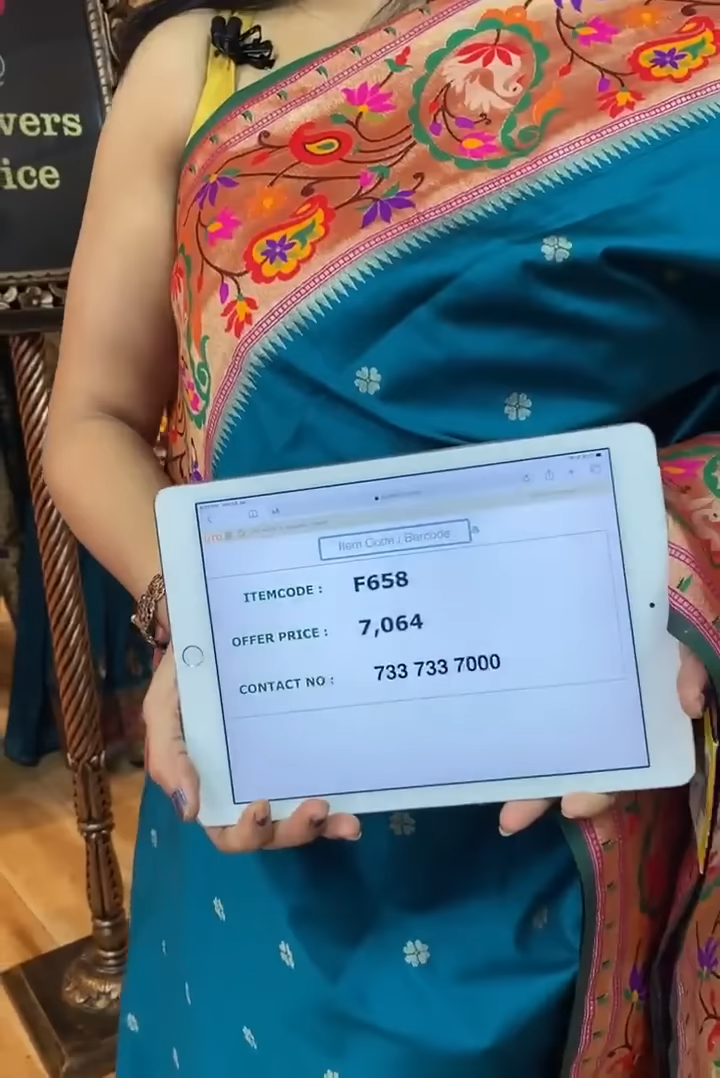 vers
ice
Item Code / Barcode
ITEMCODE : F658
OFFER PRICE : 7,064
CONTACT NO : 733 733 7000